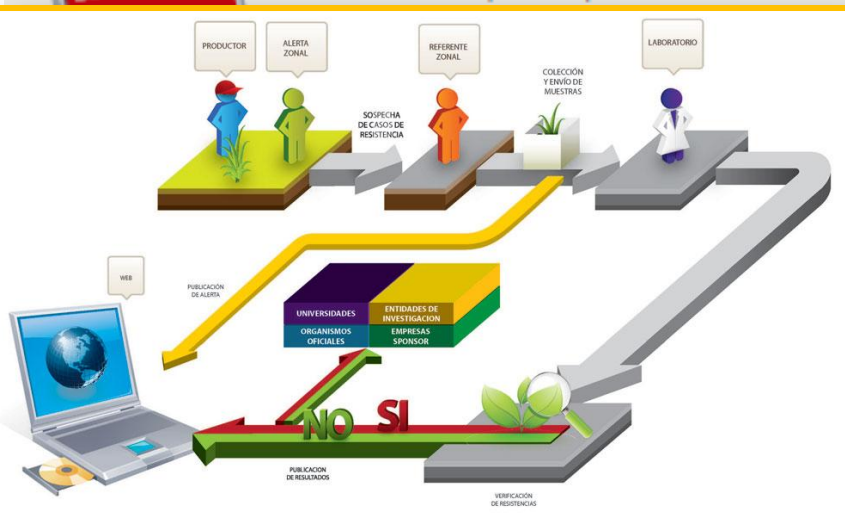 PRODUCTOR
ALERTA
ZONAL
REFERENTE
ZONAL
LABORATORIO
COLECCIÓN
Y ENVÍO DE
MUESTRAS
SOSPECHA
DE CASOS DE
RESISTENCIA
WEB
PUBLICACIÓN
DE ALERTA
UNIVERSIDADES
ENTIDADES DE
INVESTIGACION
ORGANISMOS
OFICIALES
EMPRESAS
SPONSOR
NO
SI
PUBLICACION
DE RESULTADOS
VERIFICACIÓN
DE RESISTENCIAS